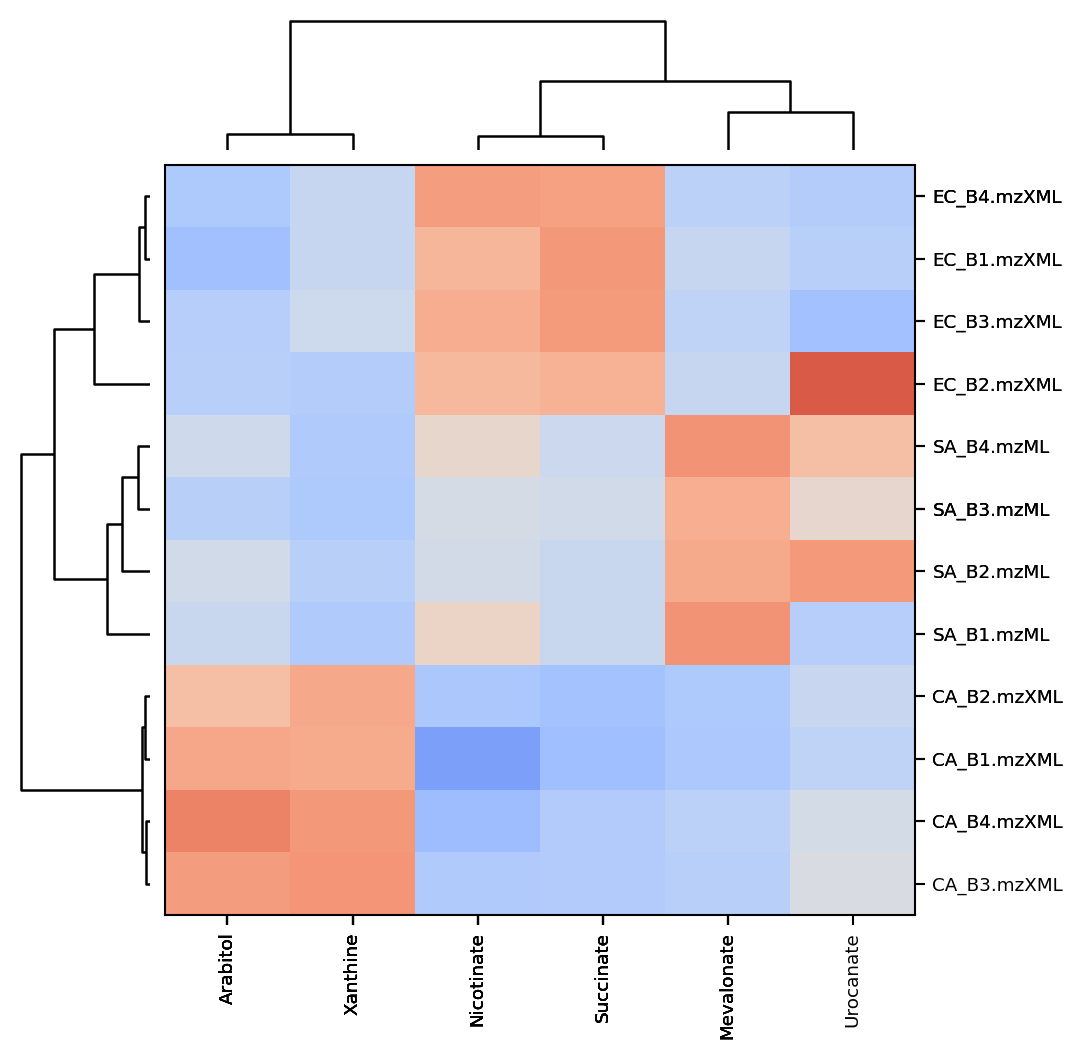 EC_B4.mzXML
EC_B1.mzXML
EC_B3.mzXML
EC_B2.mzXML
SA_B4.mzML
SA_B3.mzML
SA_B2.mzML
SA_B1.mzML
CA_B2.mzXML
CA_B1.mzXML
CA_B4.mzXML
CA_B3.mzXML
Arabitol
Xanthine
Nicotinate
Succinate
Mevalonate
Urocanate